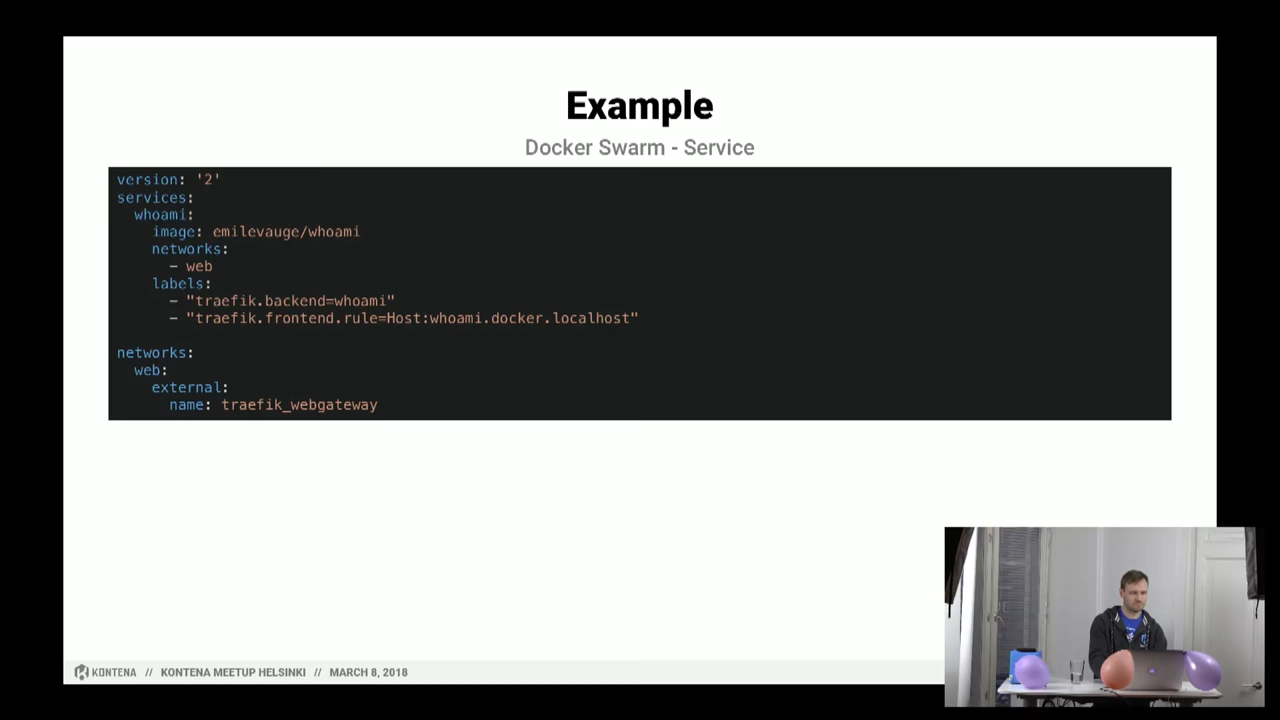 Example
Docker Swarm - Service
version: '2'
services:
  whoami:
    image: emilevauge/whoami
    networks:
      - web
    labels:
      - "traefik.backend=whoami"
      - "traefik.frontend.rule=Host:whoami.docker.localhost"
networks:
  web:
    external:
      name: traefik_webgateway
KONTENA // KONTENA MEETUP HELSINKI // MARCH 8, 2018